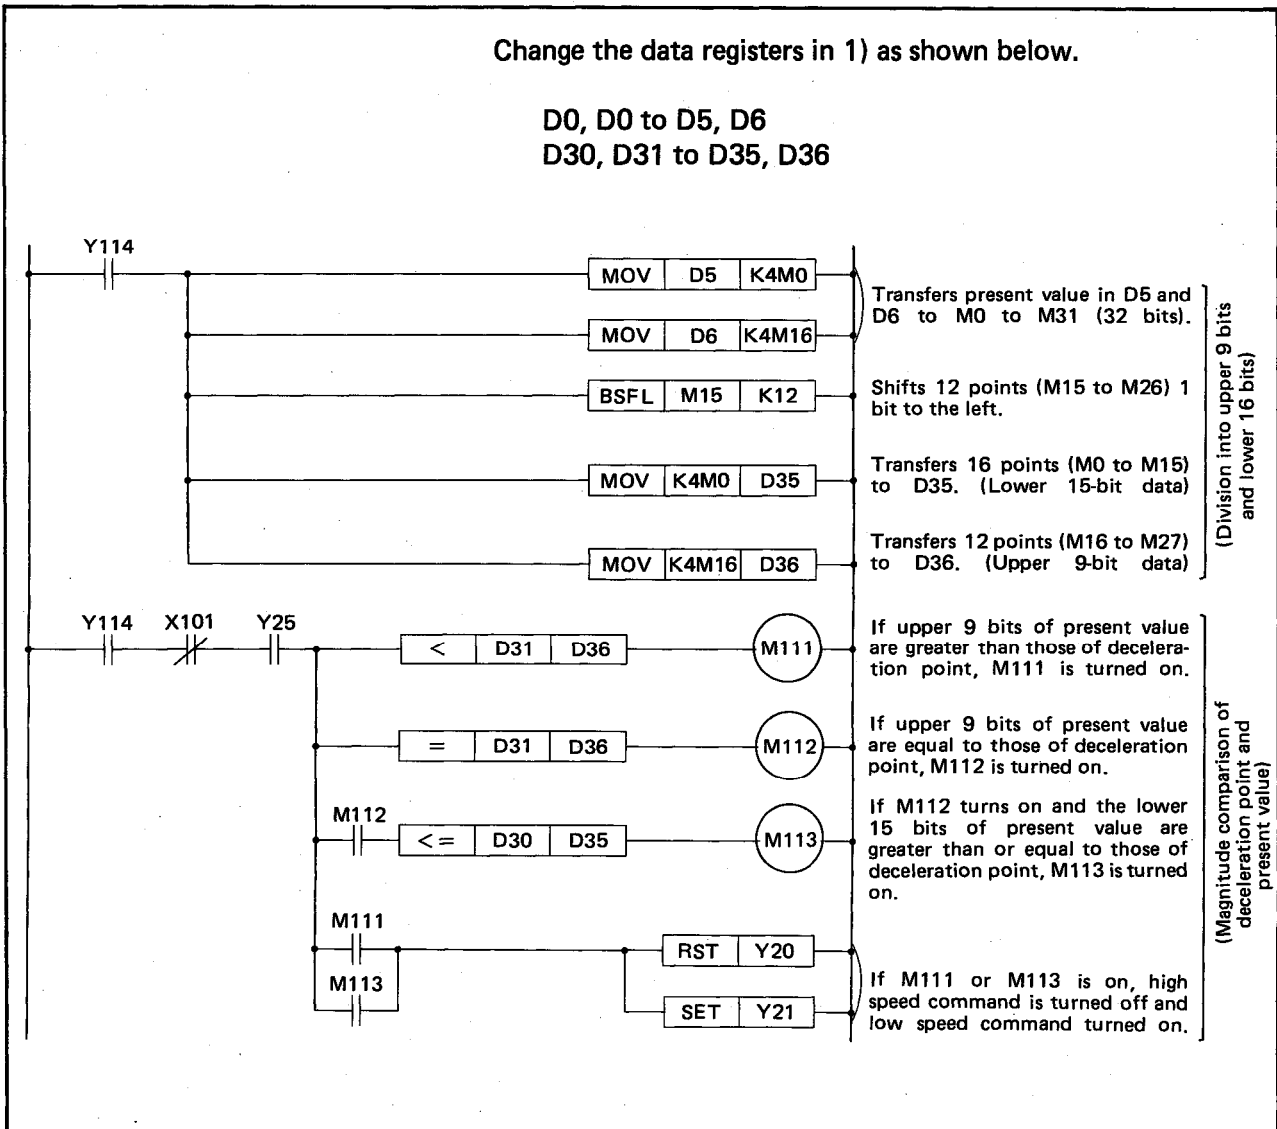 Change the data registers in 1) as shown below.
D0, D0 to D5, D6
D30, D31 to D35, D36
Y114
MOV D5 K4M0
MOV D6 K4M16
Transfers present value in D5 and
D6 to M0 to M31 (32 bits).
BSFL M15 K12
Shifts 12 points (M15 to M26) 1
bit to the left.
MOV K4M0 D35
Transfers 16 points (M0 to M15)
to D35. (Lower 15-bit data)
MOV K4M16 D36
Transfers 12 points (M16 to M27)
to D36. (Upper 9-bit data)
(Division into upper 9 bits
and lower 16 bits)
Y114 X101 Y25
< D31 D36 M111
If upper 9 bits of present value
are greater than those of decelera-
tion point, M111 is turned on.
= D31 D36 M112
If upper 9 bits of present value
are equal to those of deceleration
point, M112 is turned on.
M112
<= D30 D35 M113
If M112 turns on and the lower
15 bits of present value are
greater than or equal to those of
deceleration point, M113 is turned
on.
M111
RST Y20
M113
SET Y21
If M111 or M113 is on, high
speed command is turned off and
low speed command turned on.
(Magnitude comparison of
deceleration point and
present value)